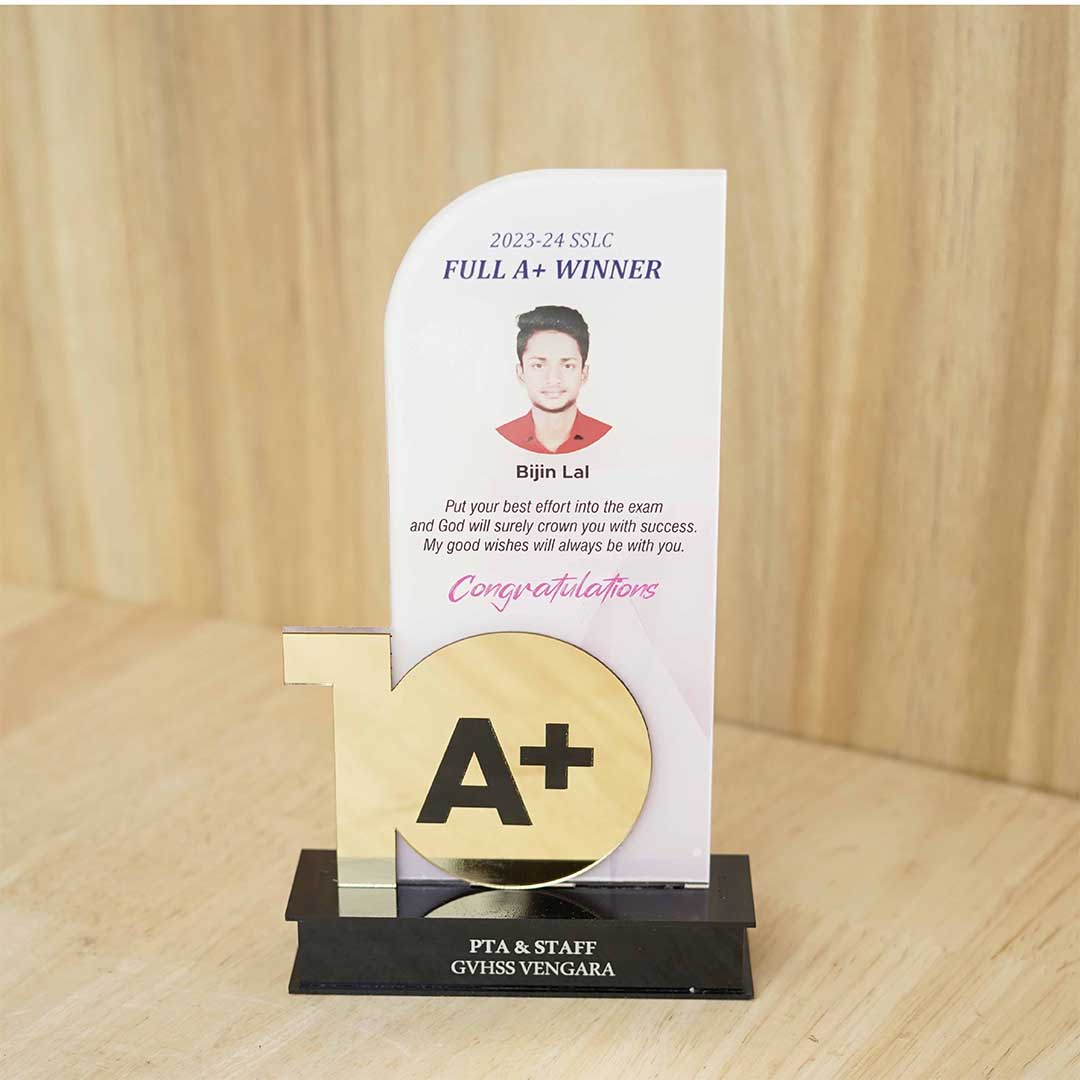 2023-24 SSLC
FULL A+ WINNER
Bijin Lal
Put your best effort into the exam
and God will surely crown you with success.
My good wishes will always be with you.
Congratulations
10
A+
PTA & STAFF
GVHSS VENGARA